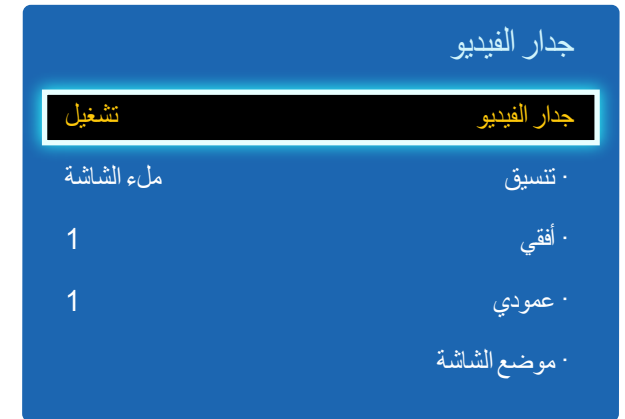 جدار الفيديو
جدار الفيديو تشغيل
· تنسيق ملء الشاشة
· أفقي 1
· عمودي 1
· موضع الشاشة